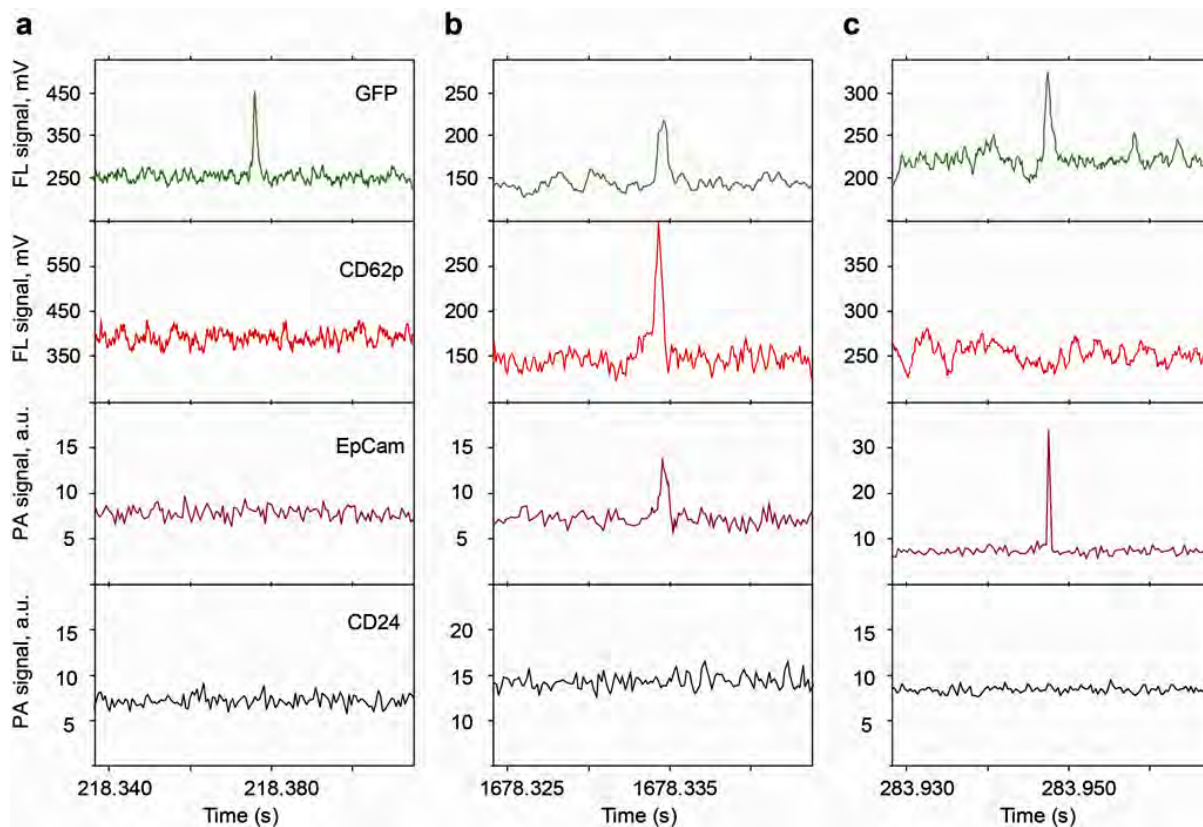 a
b
c
FL signal, mV
450
350
250
GFP
250
200
150
300
250
200
FL signal, mV
550
450
350
CD62p
250
200
150
350
300
250
PA signal, a.u.
15
10
5
EpCam
15
10
5
30
20
10
PA signal, a.u.
15
10
5
CD24
20
15
10
15
10
5
218.340 218.380
1678.325 1678.335
283.930 283.950
Time (s)
Time (s)
Time (s)